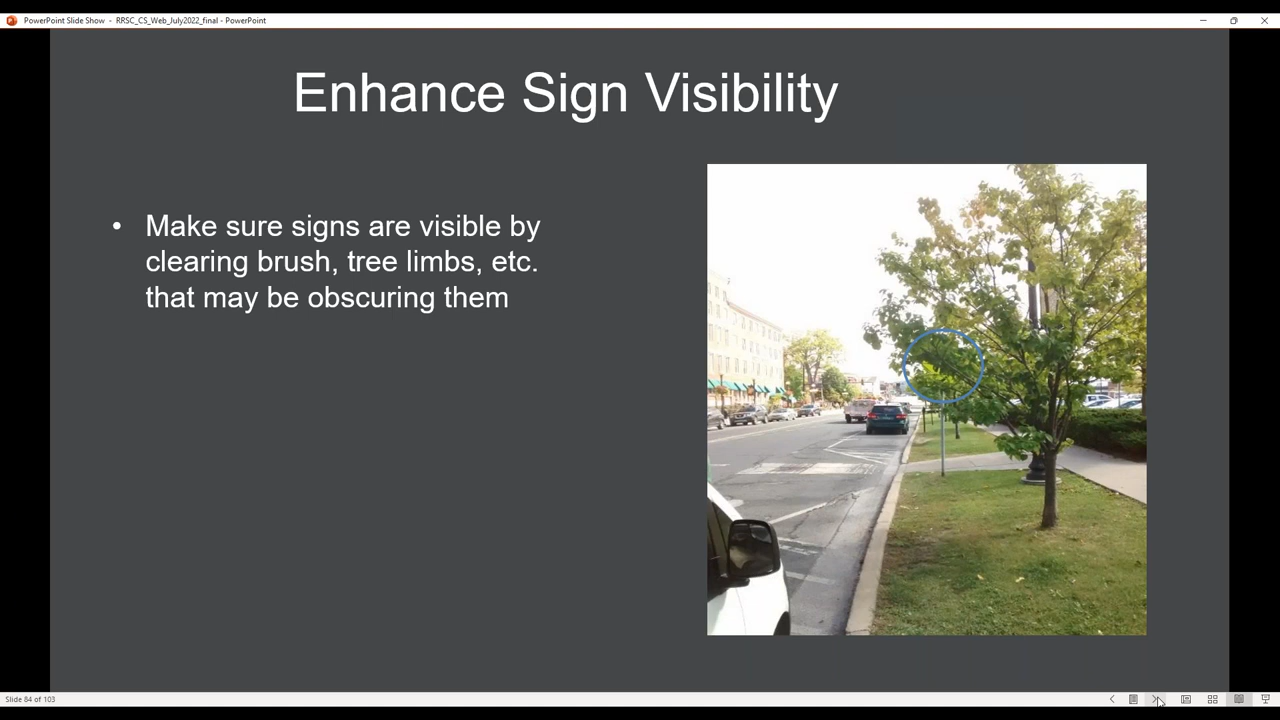 PowerPoint Slide Show - RRSC_CS_Web_July2022_final - PowerPoint
Enhance Sign Visibility
• Make sure signs are visible by
clearing brush, tree limbs, etc.
that may be obscuring them
Slide 84 of 103